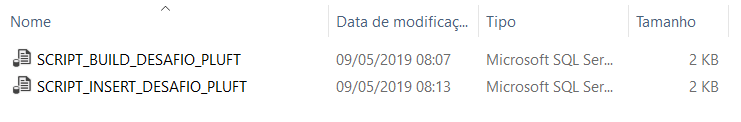 Nome Data de modificaç... Tipo Tamanho
SCRIPT_BUILD_DESAFIO_PLUFT 09/05/2019 08:07 Microsoft SQL Ser... 2 KB
SCRIPT_INSERT_DESAFIO_PLUFT 09/05/2019 08:13 Microsoft SQL Ser... 2 KB